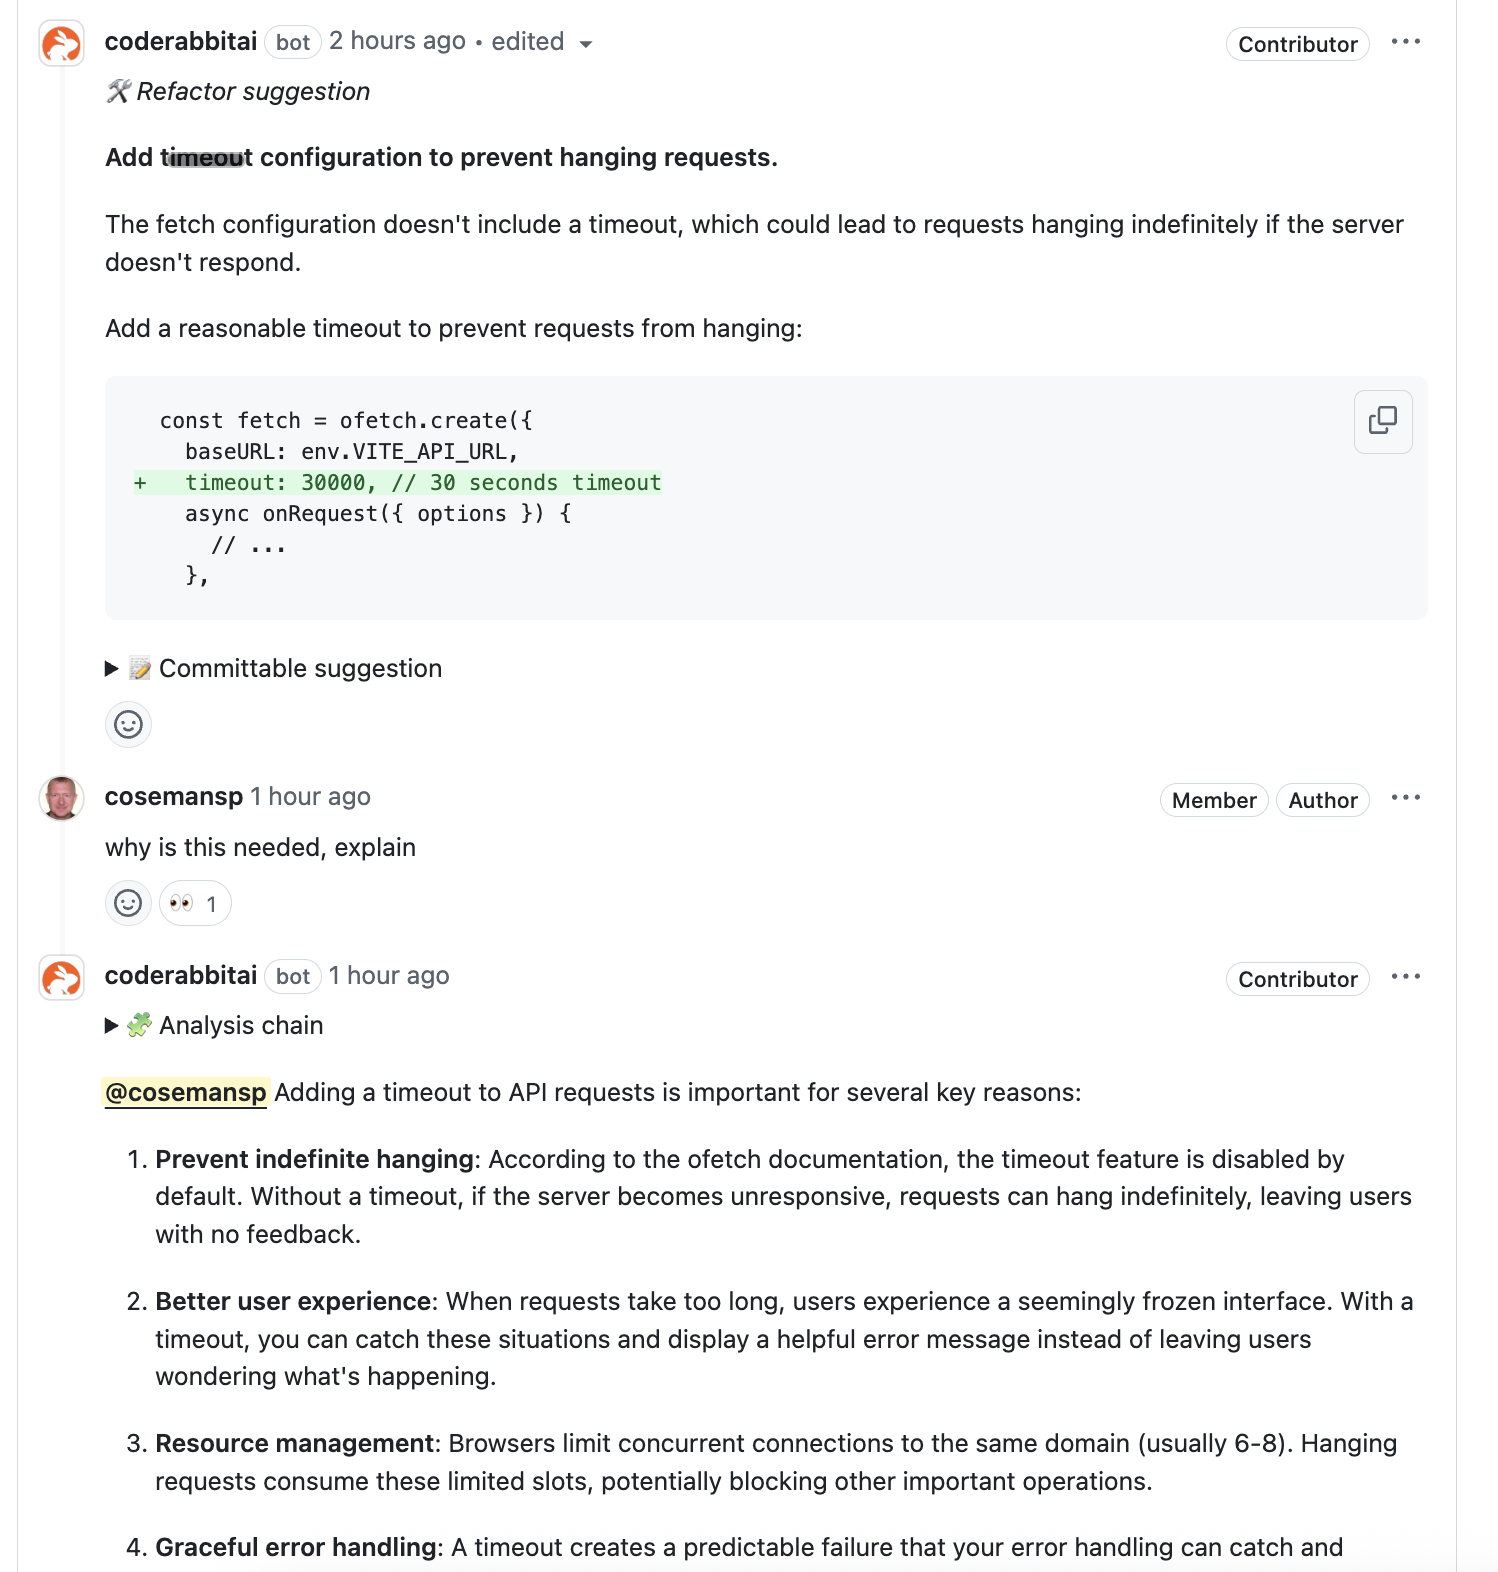 coderabbitai bot 2 hours ago • edited
Contributor
Refactor suggestion
Add configuration to prevent hanging requests.
The fetch configuration doesn't include a timeout, which could lead to requests hanging indefinitely if the server
doesn't respond.
Add a reasonable timeout to prevent requests from hanging:
const fetch = ofetch.create({
baseURL: env.VITE_API_URL,
+ timeout: 30000, // 30 seconds timeout
async onRequest({ options }) {
// ...
},
Committable suggestion
cosemansp 1 hour ago
Member Author
why is this needed, explain
1
coderabbitai bot 1 hour ago
Contributor
Analysis chain
@cosemansp Adding a timeout to API requests is important for several key reasons:
1. Prevent indefinite hanging: According to the ofetch documentation, the timeout feature is disabled by
default. Without a timeout, if the server becomes unresponsive, requests can hang indefinitely, leaving users
with no feedback.
2. Better user experience: When requests take too long, users experience a seemingly frozen interface. With a
timeout, you can catch these situations and display a helpful error message instead of leaving users
wondering what's happening.
3. Resource management: Browsers limit concurrent connections to the same domain (usually 6-8). Hanging
requests consume these limited slots, potentially blocking other important operations.
4. Graceful error handling: A timeout creates a predictable failure that your error handling can catch and